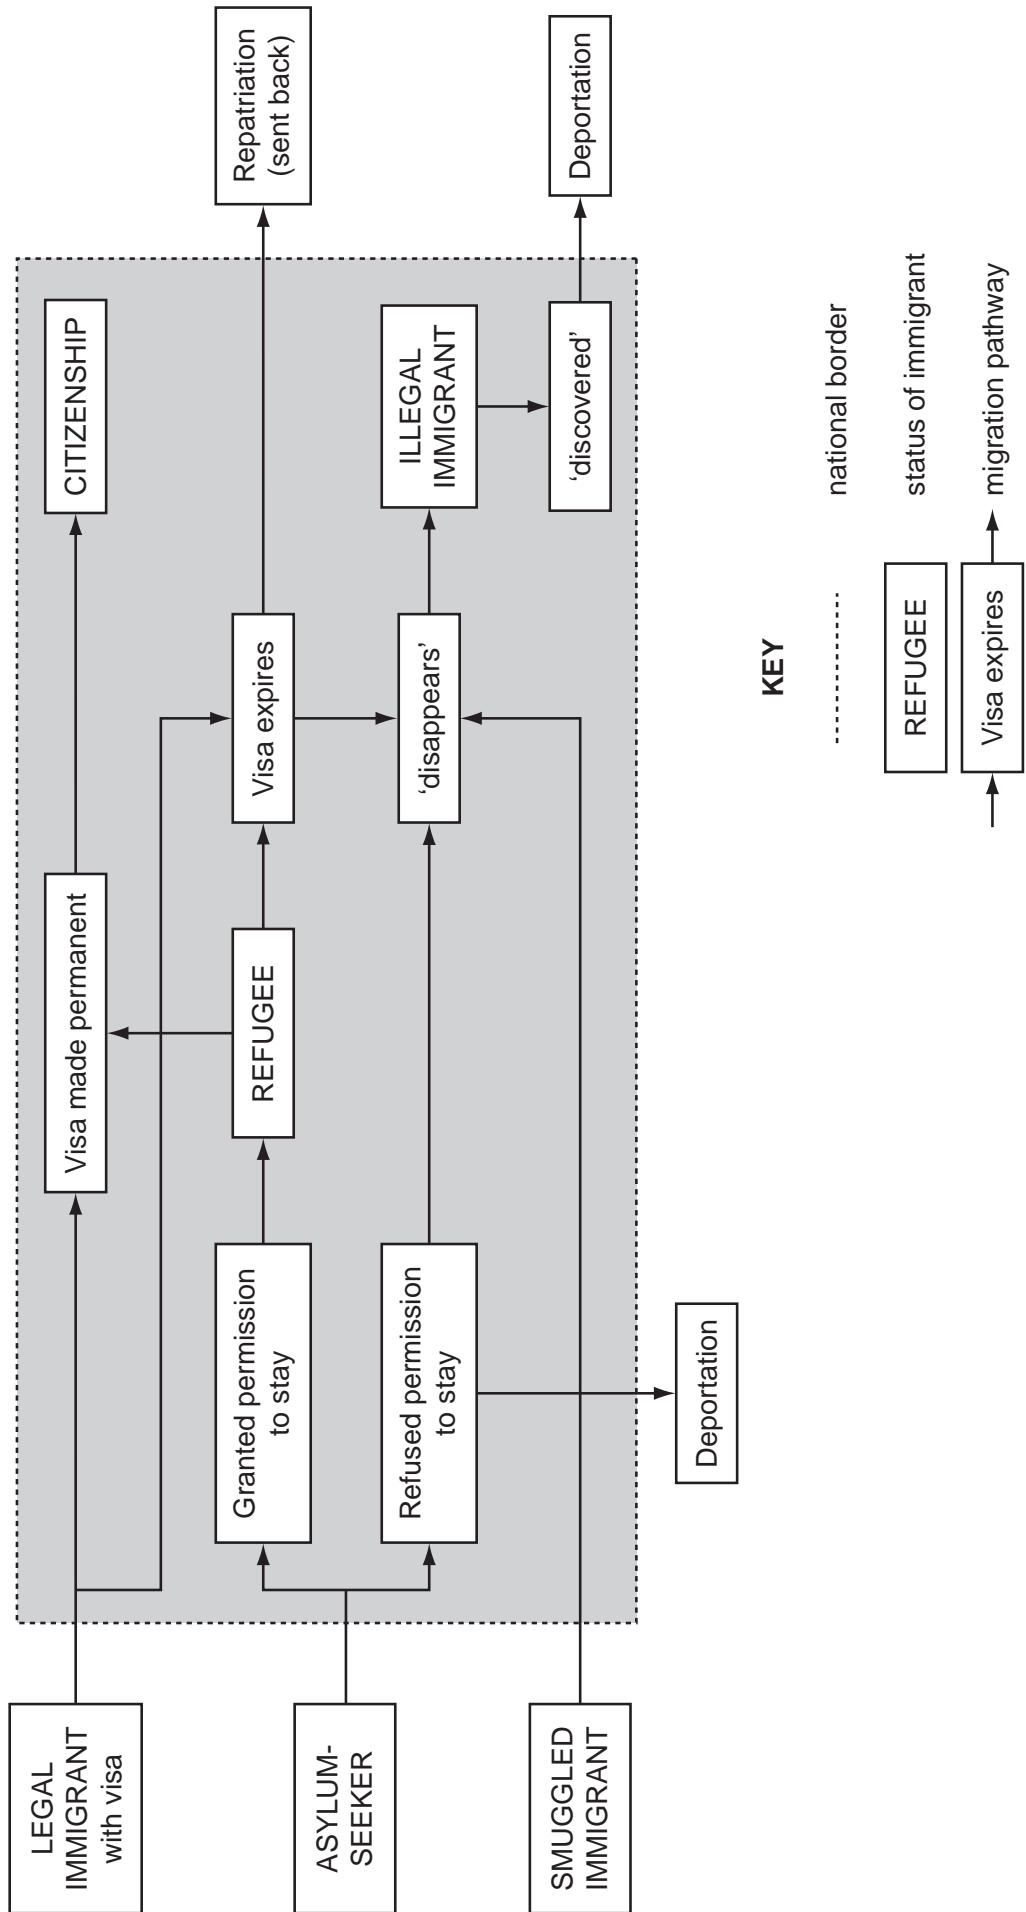 LEGAL
IMMIGRANT
with visa
Visa made permanent
CITIZENSHIP
ASYLUM-
SEEKER
Granted permission
to stay
REFUGEE
Visa expires
Repatriation
(sent back)
Refused permission
to stay
‘disappears’
ILLEGAL
IMMIGRANT
SMUGGLED
IMMIGRANT
‘discovered’
Deportation
Deportation
KEY
national border
REFUGEE
status of immigrant
Visa expires
migration pathway